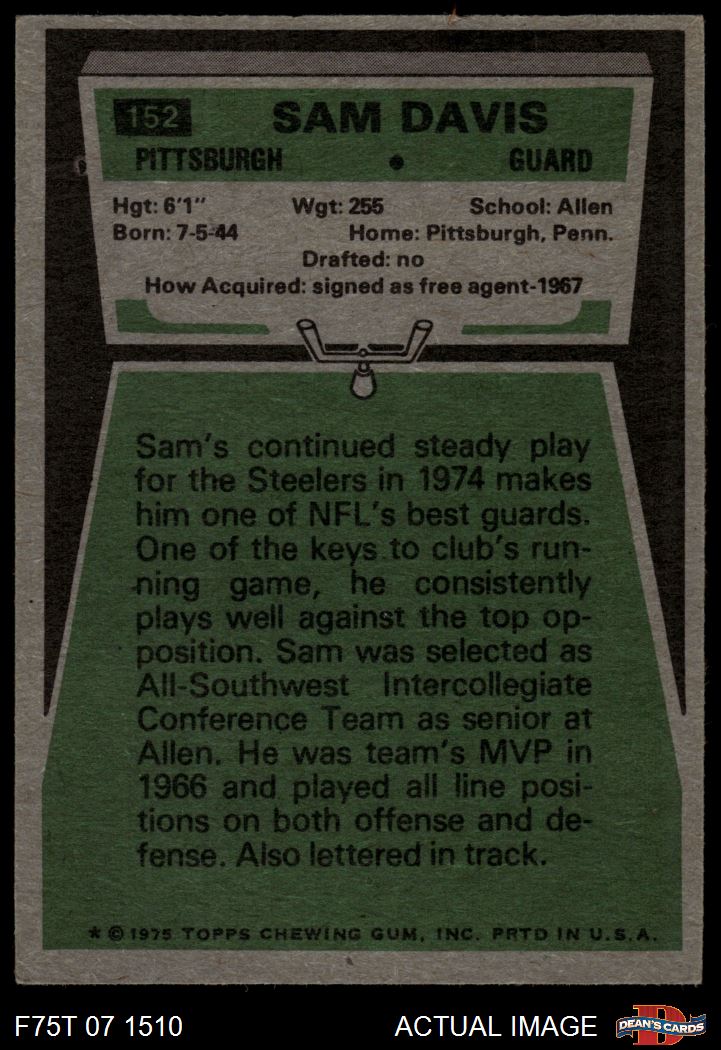 152 SAM DAVIS
PITTSBURGH • GUARD
Hgt: 6'1" Wgt: 255 School: Allen
Born: 7-5-44 Home: Pittsburgh, Penn.
Drafted: no
How Acquired: signed as free agent-1967
Sam's continued steady play
for the Steelers in 1974 makes
him one of NFL's best guards.
One of the keys to club's run-
ning game, he consistently
plays well against the top op-
position. Sam was selected as
All-Southwest Intercollegiate
Conference Team as senior at
Allen. He was team's MVP in
1966 and played all line posi-
tions on both offense and de-
fense. Also lettered in track.
* © 1975 TOPPS CHEWING GUM, INC. PRTD IN U.S.A.
F75T 07 1510 ACTUAL IMAGE D DEAN'S CARDS